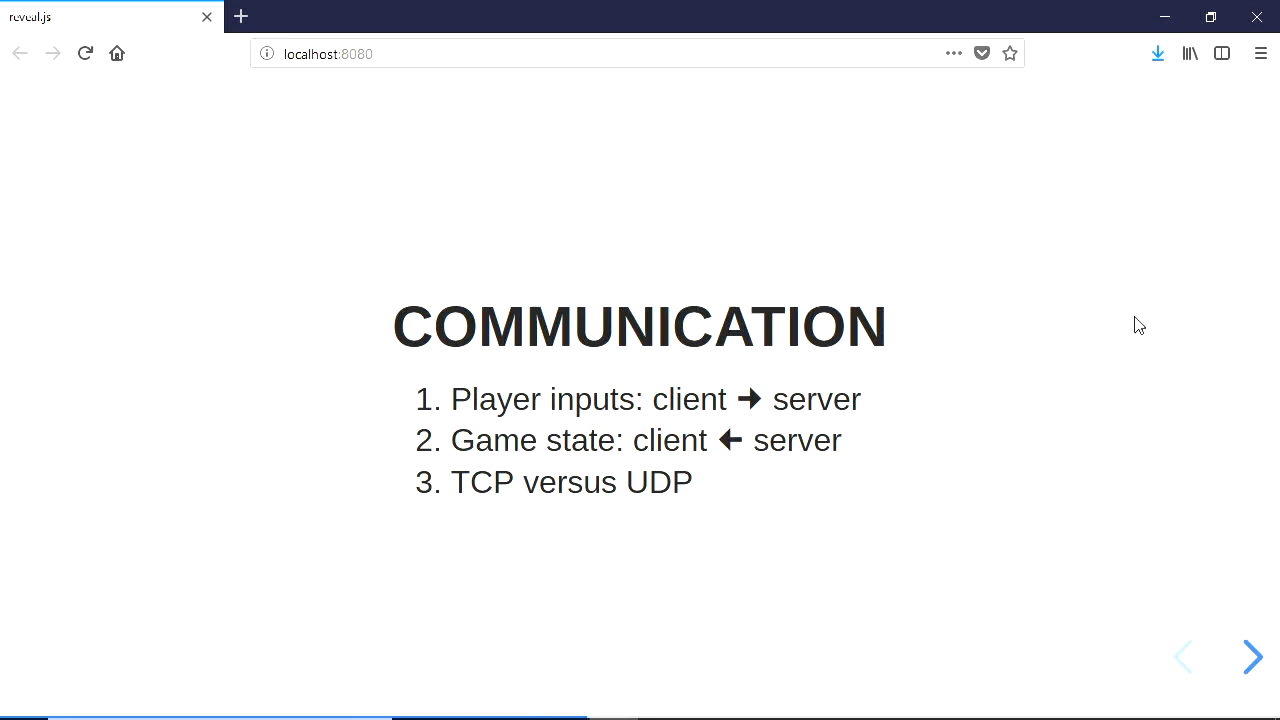 reveal.js
localhost:8080
COMMUNICATION
1. Player inputs: client → server
2. Game state: client ← server
3. TCP versus UDP